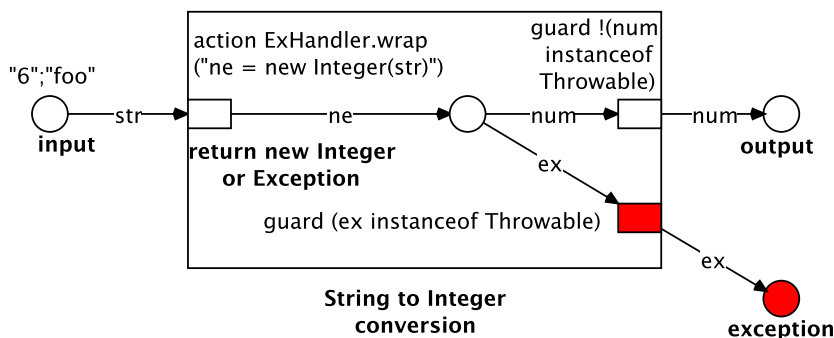 guard !(num
instanceof
Throwable)
action ExHandler.wrap
("ne = new Integer(str)")
"6";"foo"
str
ne
num
num
input
output
return new Integer
or Exception
ex
guard (ex instanceof Throwable)
ex
String to Integer
conversion
exception